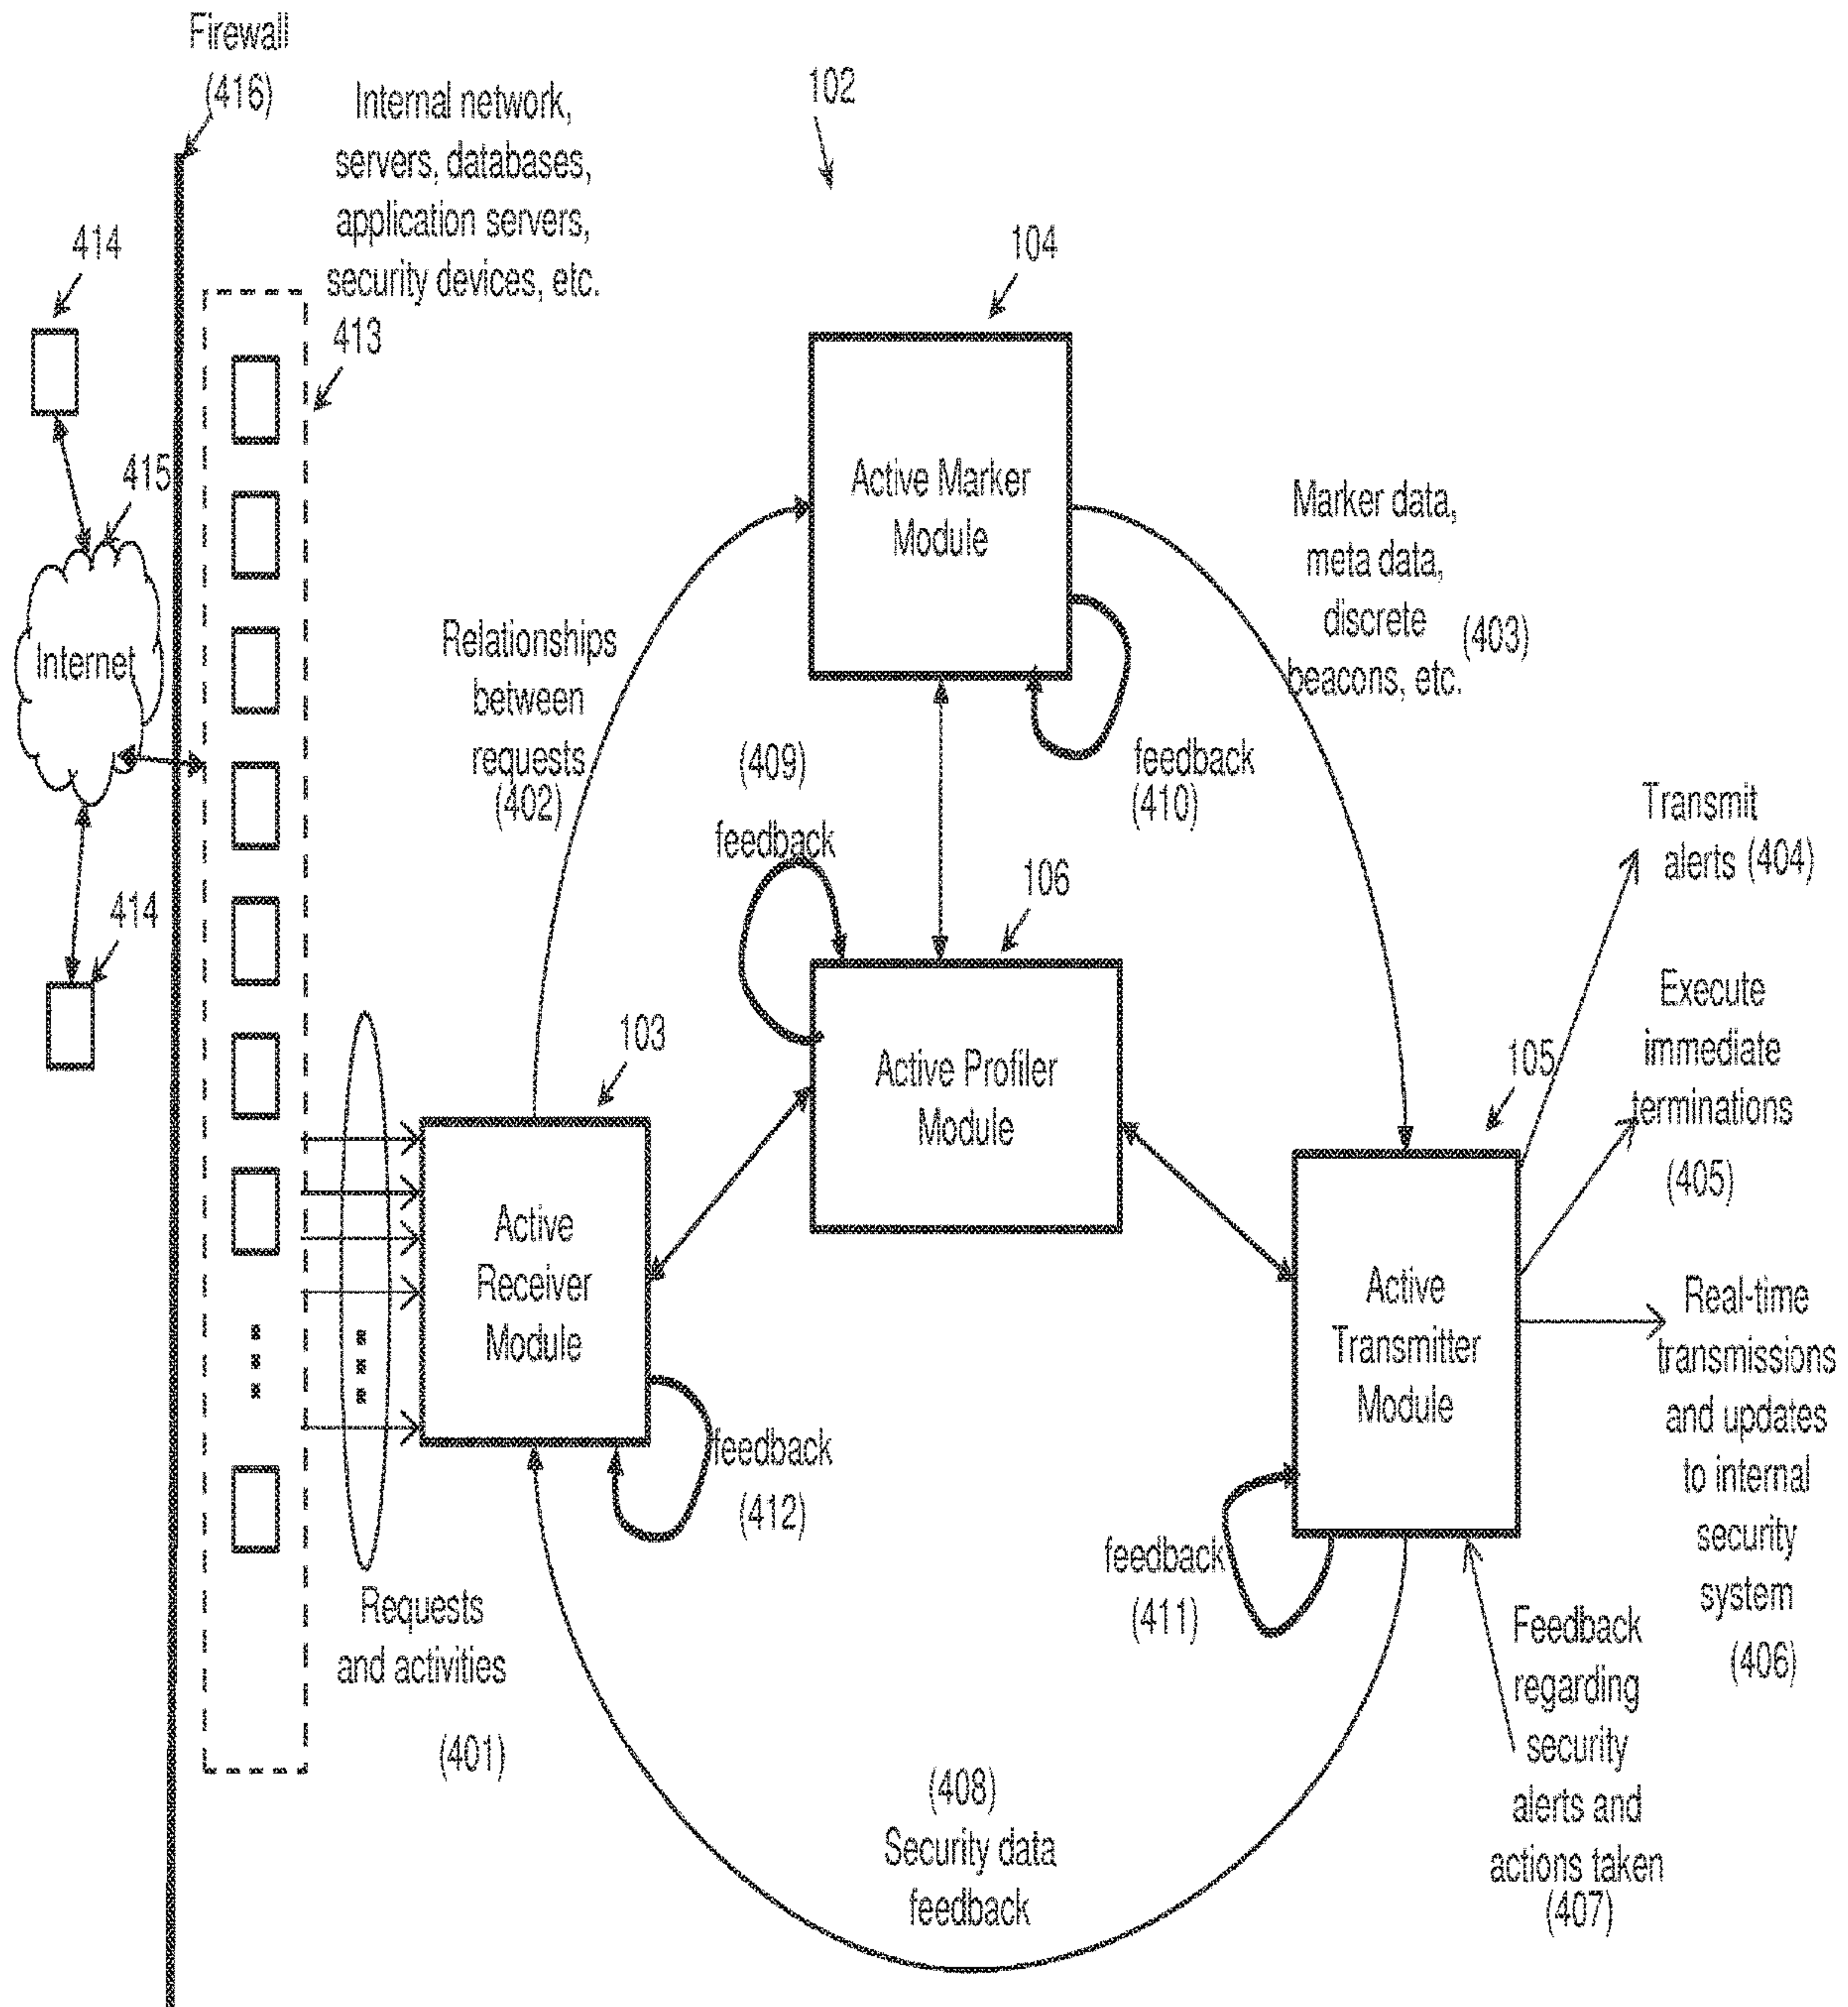 Firewall
(416)
Internal network,
servers, databases,
application servers,
security devices, etc.
413
102
414
415
Internet
414
104
Active Marker
Module
Marker data,
meta data,
discrete
beacons, etc.
(403)
Relationships
between
requests
(402)
(409)
feedback
feedback
(410)
106
Active Profiler
Module
103
Active
Receiver
Module
feedback
(412)
Requests
and activities
(401)
105
Active
Transmitter
Module
feedback
(411)
Transmit
alerts (404)
Execute
immediate
terminations
(405)
Real-time
transmissions
and updates
to internal
security
system
(406)
Feedback
regarding
security
alerts and
actions taken
(407)
(408)
Security data
feedback